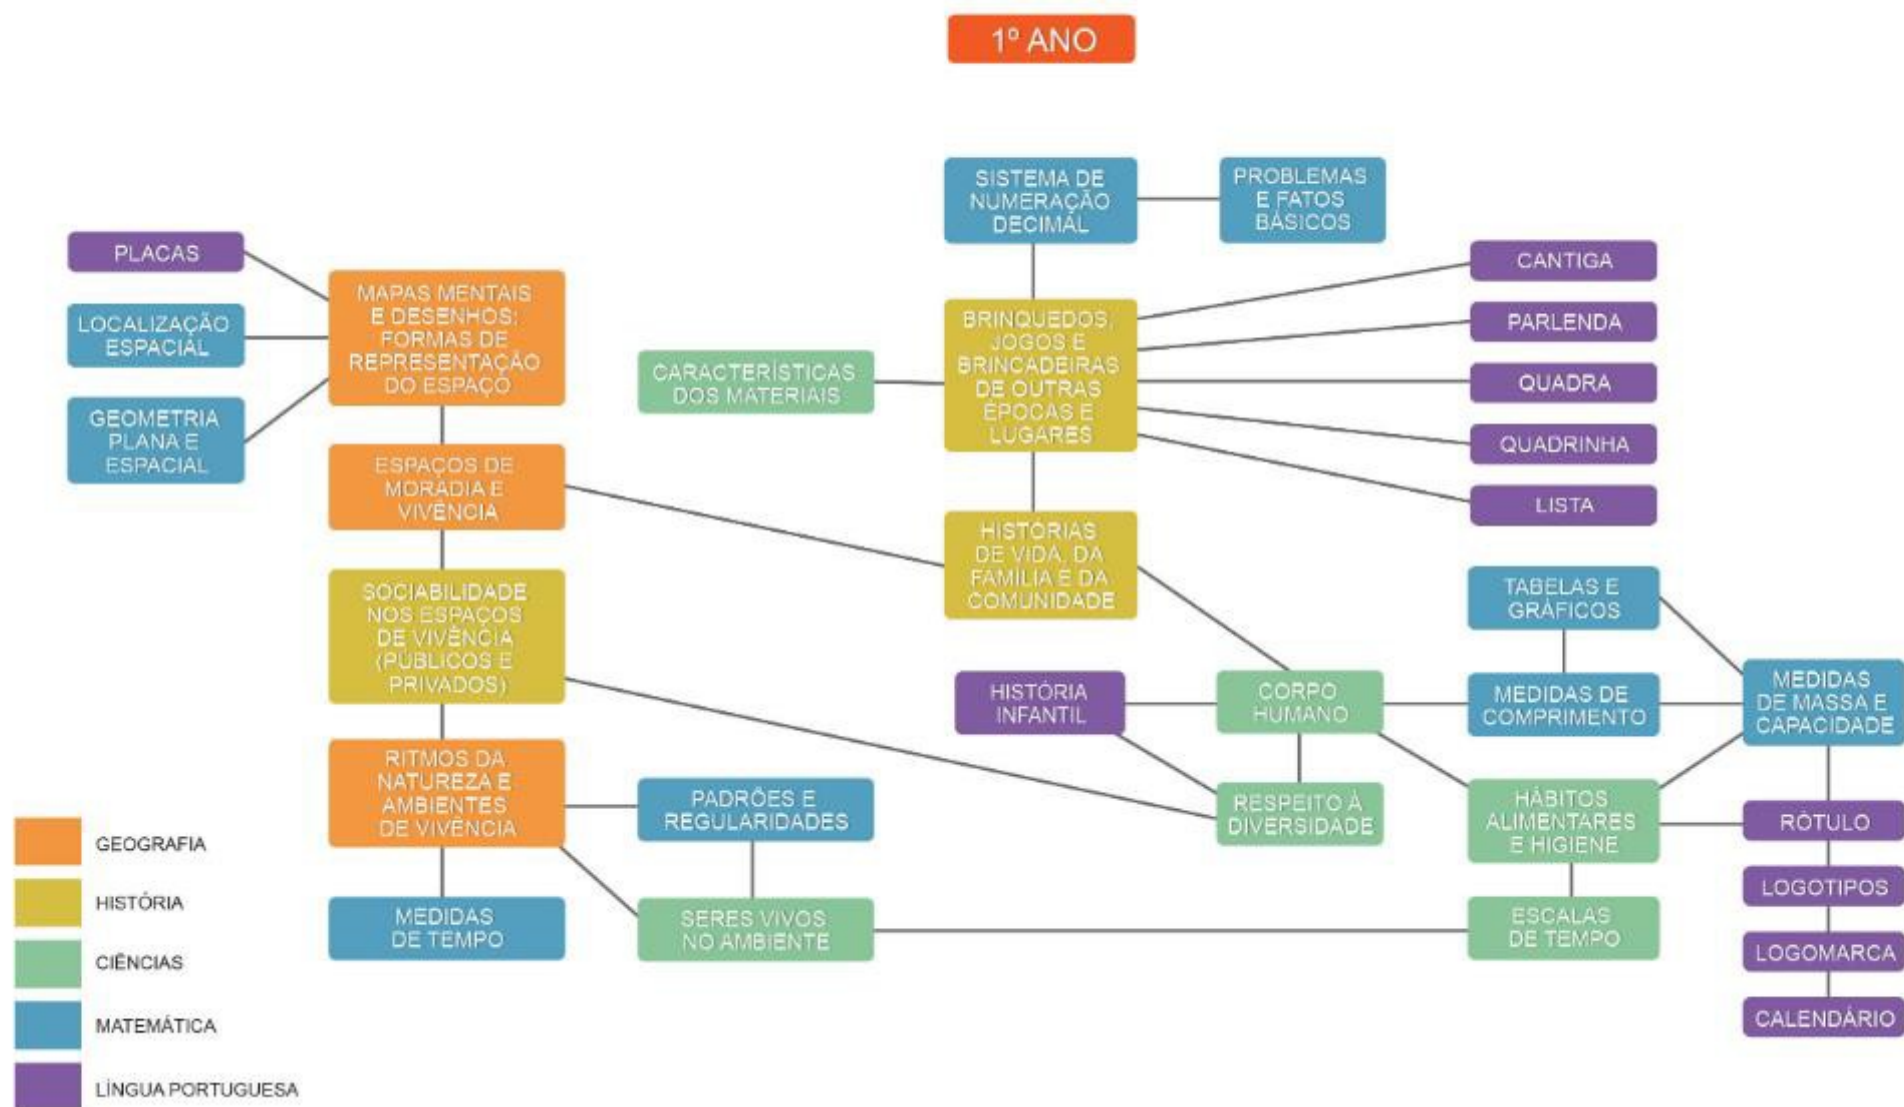 1º ANO
SISTEMA DE
NUMERAÇÃO
DECIMAL
PROBLEMAS
E FATOS
BÁSICOS
PLACAS
LOCALIZAÇÃO
ESPACIAL
GEOMETRIA
PLANA E
ESPACIAL
MAPAS MENTAIS
E DESENHOS:
FORMAS DE
REPRESENTAÇÃO
DO ESPAÇO
CARACTERÍSTICAS
DOS MATERIAIS
BRINQUEDOS,
JOGOS E
BRINCADEIRAS
DE OUTRAS
ÉPOCAS E
LUGARES
CANTIGA
PARLENDA
QUADRA
QUADRINHA
LISTA
ESPAÇOS DE
MORADIA E
VIVÊNCIA
HISTÓRIAS
DE VIDA, DA
FAMÍLIA E DA
COMUNIDADE
SOCIABILIDADE
NOS ESPAÇOS
DE VIVÊNCIA
(PÚBLICOS E
PRIVADOS)
TABELAS E
GRÁFICOS
HISTÓRIA
INFANTIL
CORPO
HUMANO
MEDIDAS DE
COMPRIMENTO
MEDIDAS
DE MASSA E
CAPACIDADE
RITMOS DA
NATUREZA E
AMBIENTES
DE VIVÊNCIA
PADRÕES E
REGULARIDADES
RESPEITO À
DIVERSIDADE
HÁBITOS
ALIMENTARES
E HIGIENE
RÓTULO
LOGOTIPOS
MEDIDAS
DE TEMPO
SERES VIVOS
NO AMBIENTE
ESCALAS
DE TEMPO
LOGOMARCA
CALENDÁRIO
GEOGRAFIA
HISTÓRIA
CIÊNCIAS
MATEMÁTICA
LÍNGUA PORTUGUESA